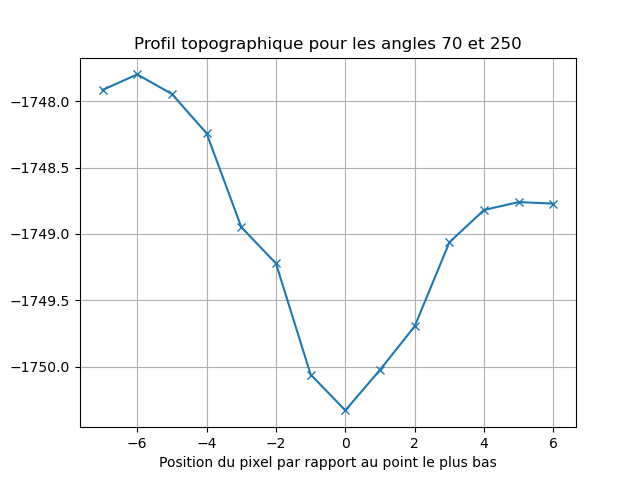 Profil topographique pour les angles 70 et 250
−1748.0
−1748.5
−1749.0
−1749.5
−1750.0
−6 −4 −2 0 2 4 6
Position du pixel par rapport au point le plus bas